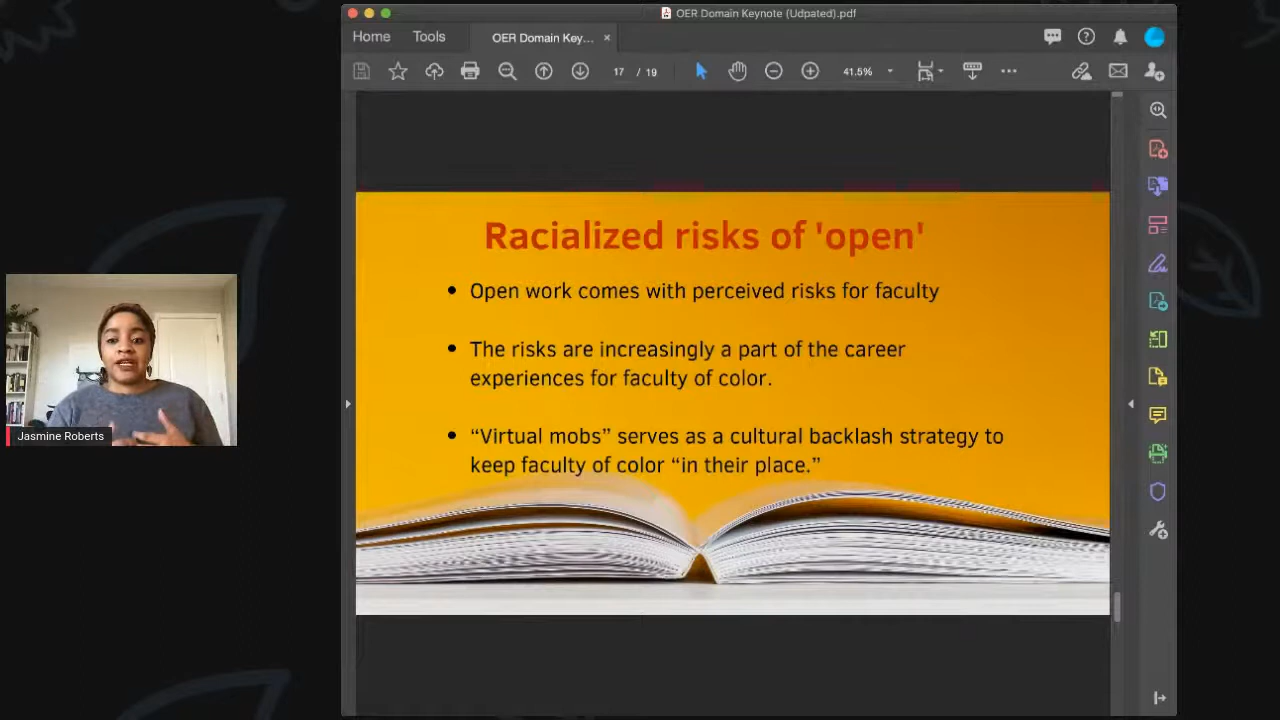 OER Domain Keynote (Udpated).pdf
Home Tools OER Domain Key... ×
17 / 19 41.5%
Racialized risks of 'open'
• Open work comes with perceived risks for faculty
• The risks are increasingly a part of the career
experiences for faculty of color.
• “Virtual mobs” serves as a cultural backlash strategy to
keep faculty of color “in their place.”
Jasmine Roberts